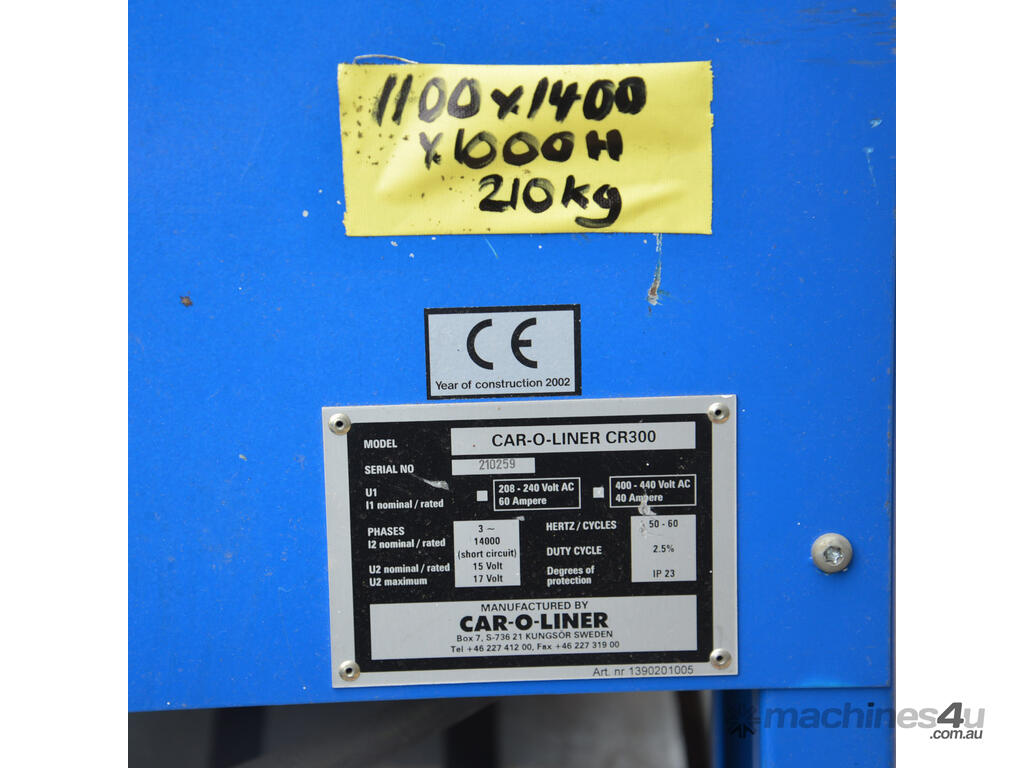 1100x1400
x1000H
210kg
CE
Year of construction 2002
MODEL CAR-O-LINER CR300
SERIAL NO 210259
U1 208 - 240 Volt AC 400 - 440 Volt AC
I1 nominal / rated 60 Ampere 40 Ampere
PHASES 3 ~ HERTZ / CYCLES 50 - 60
I2 nominal / rated 14000
(short circuit) DUTY CYCLE 2.5%
U2 nominal / rated 15 Volt Degrees of
U2 maximum 17 Volt protection IP 23
MANUFACTURED BY
CAR-O-LINER
Box 7, S-736 21 KUNGSÖR SWEDEN
Tel +46 227 412 00, Fax +46 227 319 00
Art. nr 1390201005
machines4u
.com.au